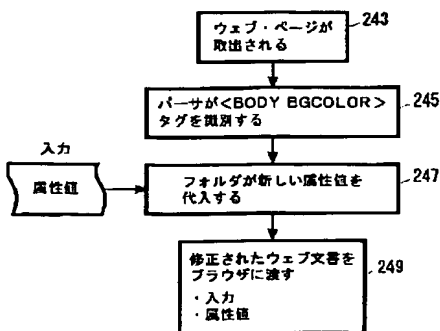 ウェブ・ページが
取出される
243
パーサが<BODY BGCOLOR>
タグを識別する
245
入力
属性値
フォルダが新しい属性値を
代入する
247
修正されたウェブ文書を
ブラウザに渡す
・入力
・属性値
249